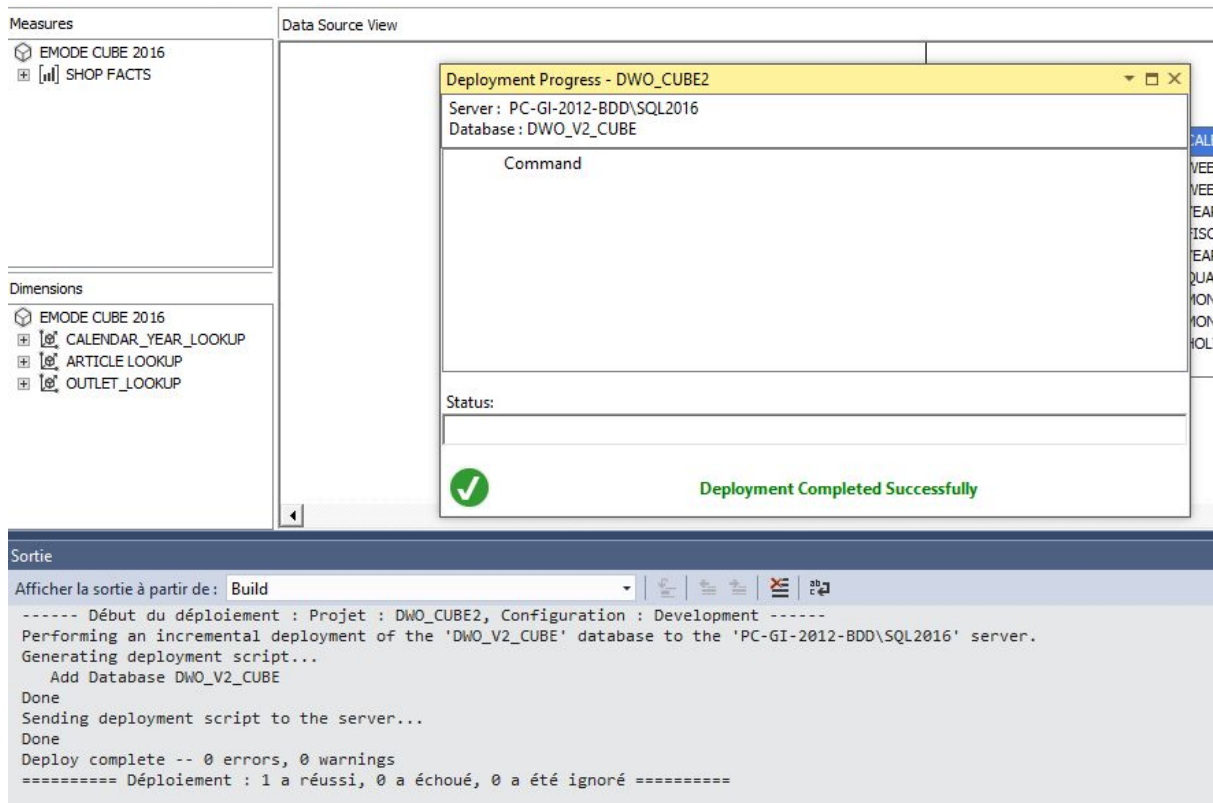 Measures
EMODE CUBE 2016
SHOP FACTS
Data Source View
Deployment Progress - DWO_CUBE2
Server : PC-GI-2012-BDD\SQL2016
Database : DWO_V2_CUBE
Command
Status:
Deployment Completed Successfully
Dimensions
EMODE CUBE 2016
CALENDAR_YEAR_LOOKUP
ARTICLE LOOKUP
OUTLET_LOOKUP
Sortie
Afficher la sortie à partir de : Build
------ Début du déploiement : Projet : DWO_CUBE2, Configuration : Development ------
Performing an incremental deployment of the 'DWO_V2_CUBE' database to the 'PC-GI-2012-BDD\SQL2016' server.
Generating deployment script...
Add Database DWO_V2_CUBE
Done
Sending deployment script to the server...
Done
Deploy complete -- 0 errors, 0 warnings
========== Déploiement : 1 a réussi, 0 a échoué, 0 a été ignoré ==========